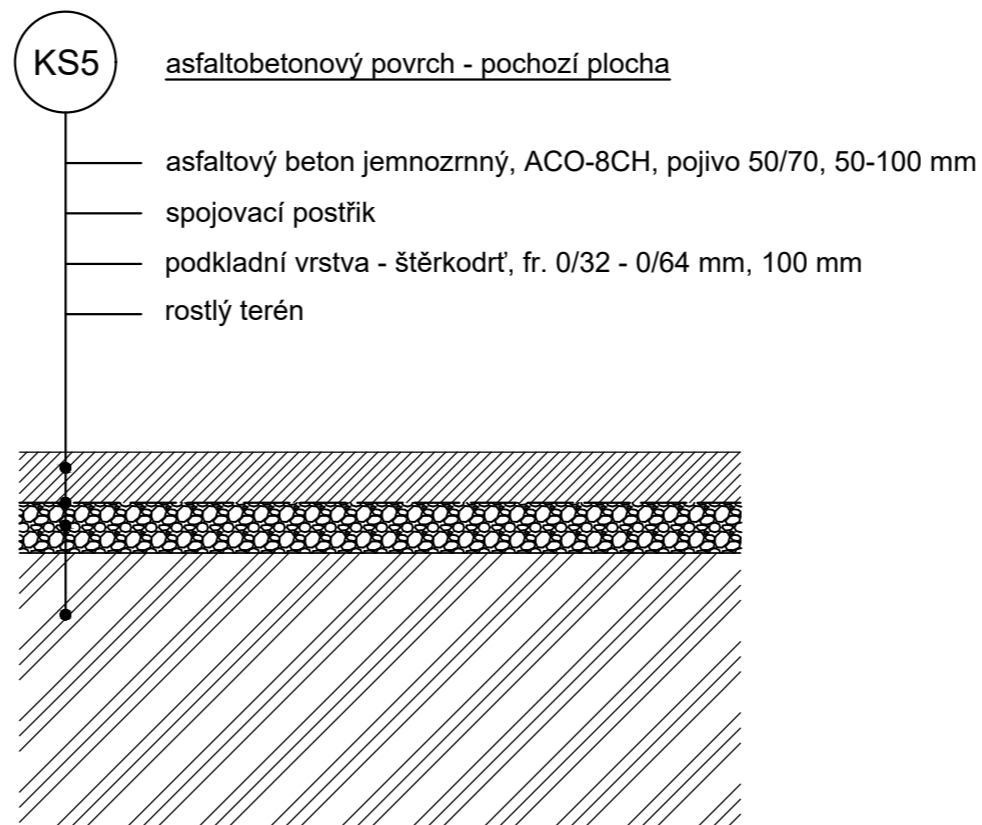 KS5
asfaltobetonový povrch - pochozí plocha
asfaltový beton jemnozrnný, ACO-8CH, pojivo 50/70, 50-100 mm
spojovací postřik
podkladní vrstva - štěrkodrť, fr. 0/32 - 0/64 mm, 100 mm
rostlý terén